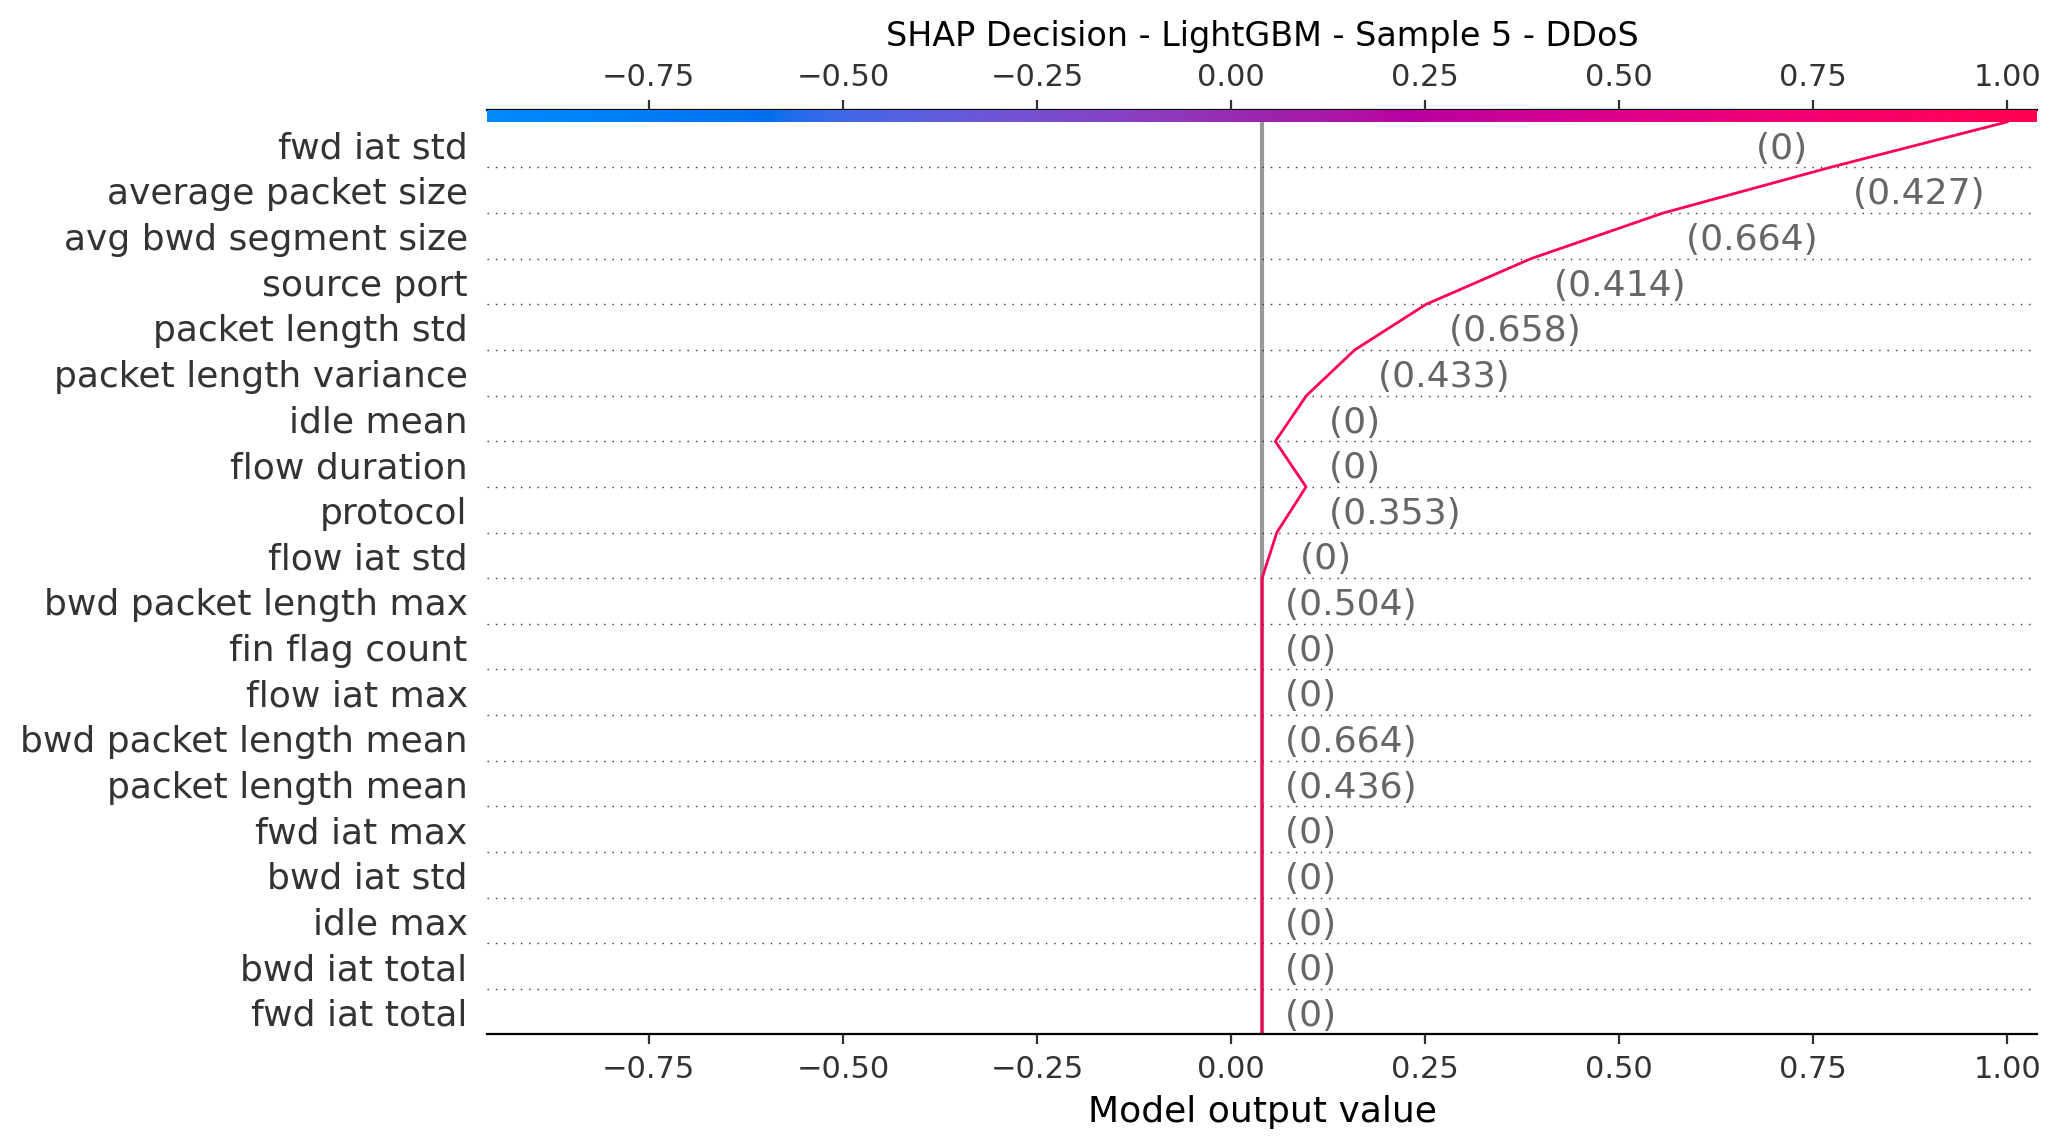 SHAP Decision - LightGBM - Sample 5 - DDoS
−0.75 −0.50 −0.25 0.00 0.25 0.50 0.75 1.00
fwd iat std (0)
average packet size (0.427)
avg bwd segment size (0.664)
source port (0.414)
packet length std (0.658)
packet length variance (0.433)
idle mean (0)
flow duration (0)
protocol (0.353)
flow iat std (0)
bwd packet length max (0.504)
fin flag count (0)
flow iat max (0)
bwd packet length mean (0.664)
packet length mean (0.436)
fwd iat max (0)
bwd iat std (0)
idle max (0)
bwd iat total (0)
fwd iat total (0)
−0.75 −0.50 −0.25 0.00 0.25 0.50 0.75 1.00
Model output value